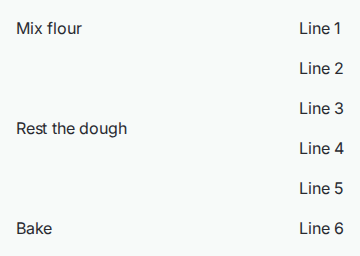 Mix flour Line 1
Line 2
Line 3
Rest the dough
Line 4
Line 5
Bake Line 6